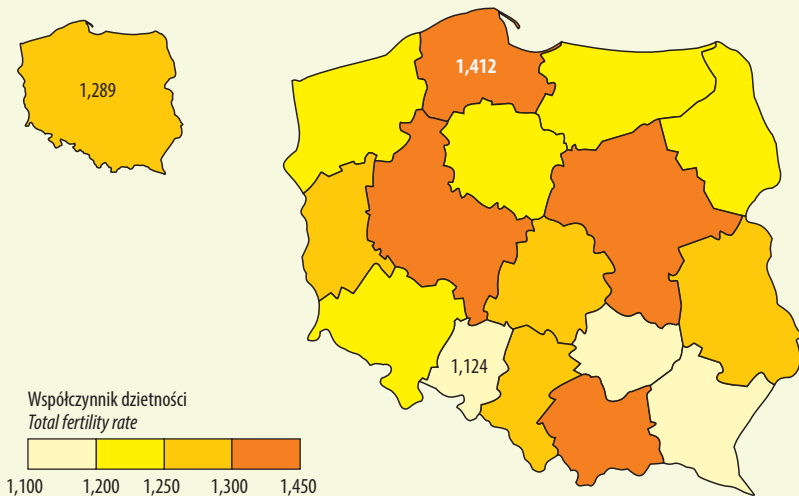 1,289
1,412
1,124
Współczynnik dzietności
Total fertility rate
1,100 1,200 1,250 1,300 1,450